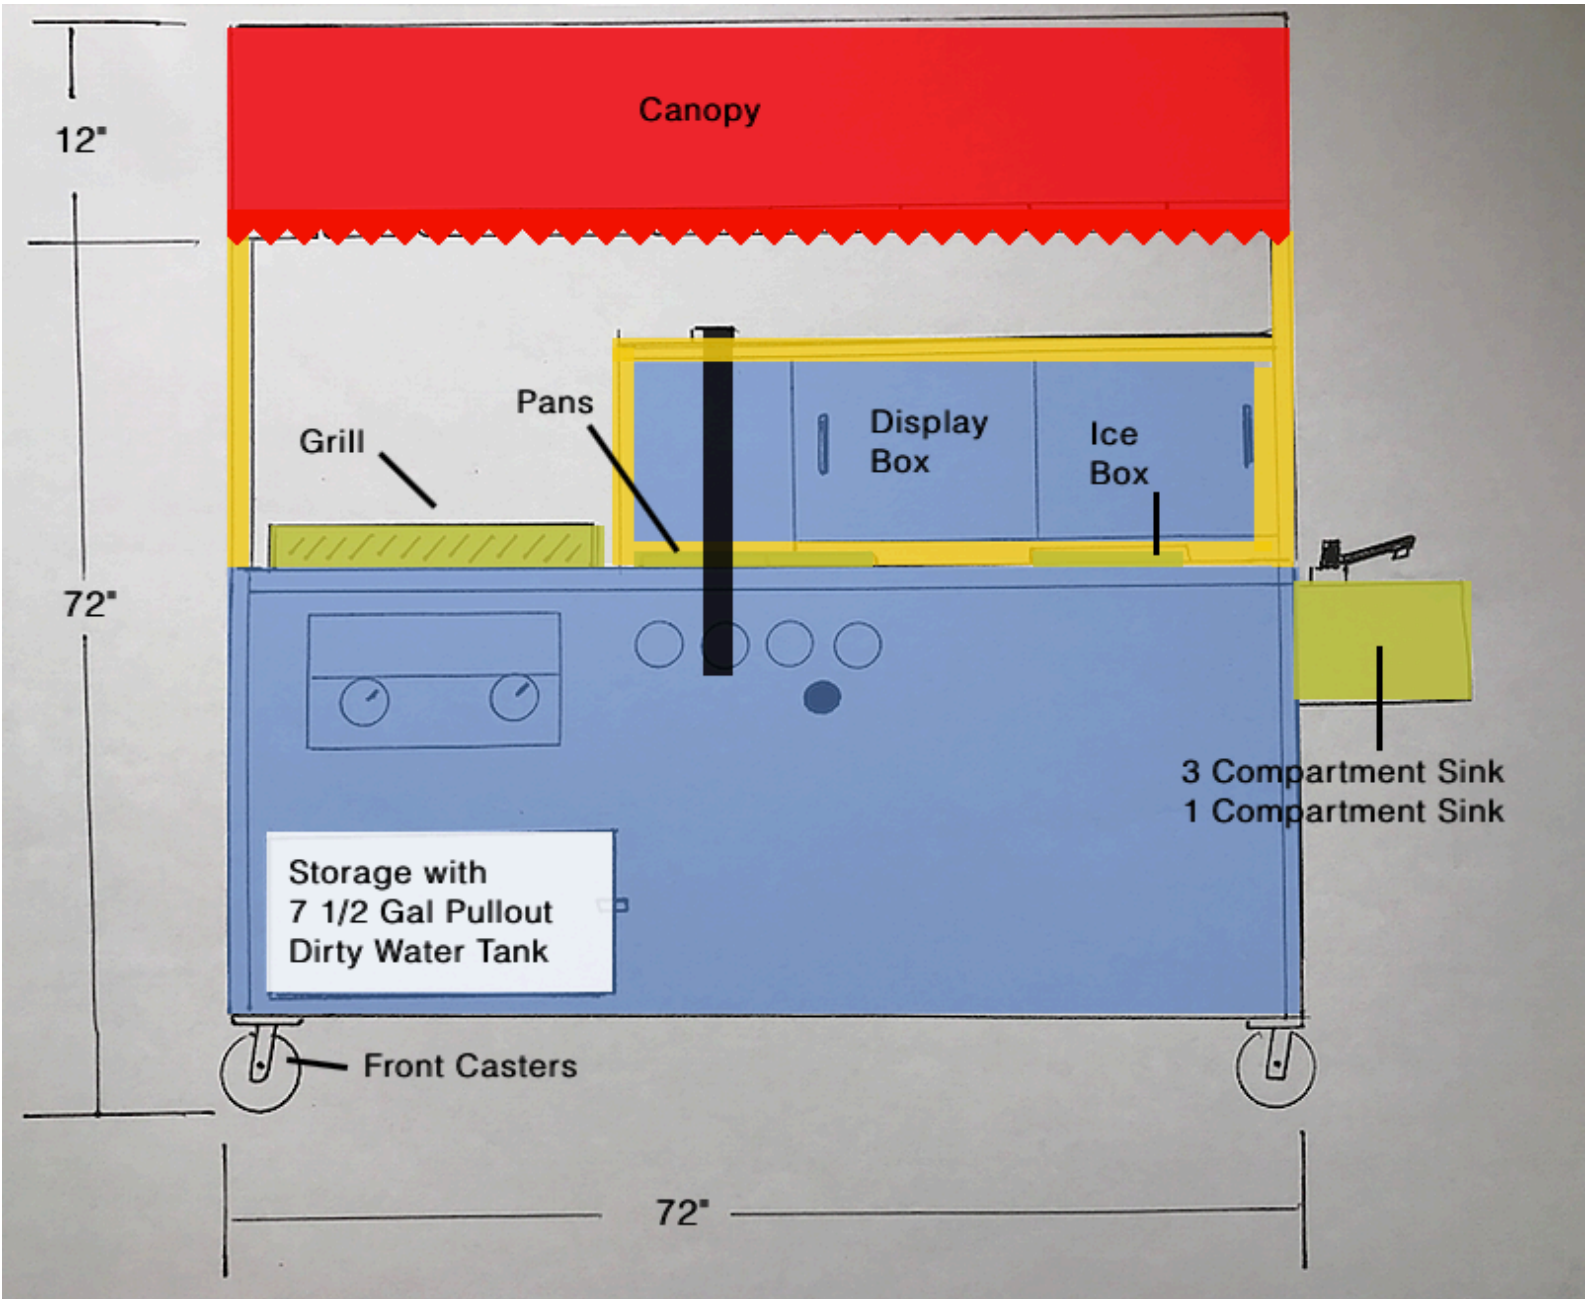 Canopy
12"
Pans
Grill
Display
Box
Ice
Box
72"
3 Compartment Sink
1 Compartment Sink
Storage with
7 1/2 Gal Pullout
Dirty Water Tank
Front Casters
72"